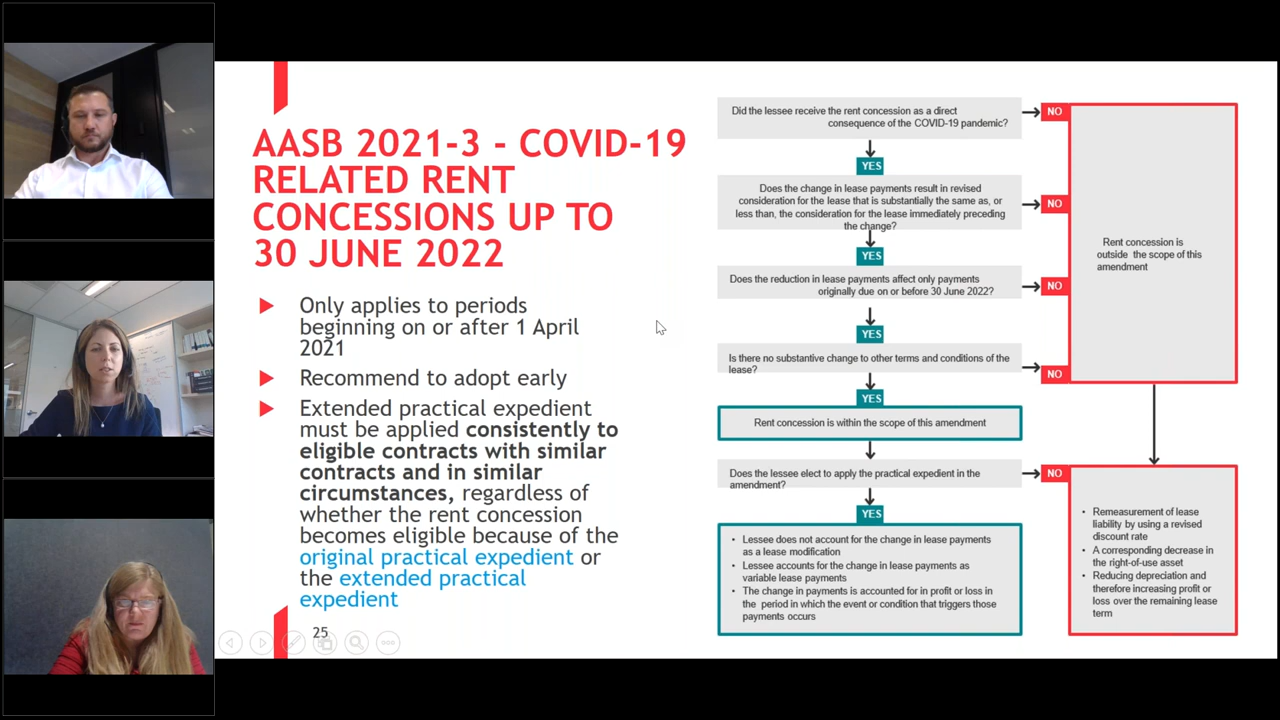 AASB 2021-3 - COVID-19
RELATED RENT
CONCESSIONS UP TO
30 JUNE 2022
Only applies to periods
beginning on or after 1 April
2021
Recommend to adopt early
Extended practical expedient
must be applied consistently to
eligible contracts with similar
contracts and in similar
circumstances, regardless of
whether the rent concession
becomes eligible because of the
original practical expedient or
the extended practical
expedient
25
Did the lessee receive the rent concession as a direct
consequence of the COVID-19 pandemic?
NO
YES
Does the change in lease payments result in revised
consideration for the lease that is substantially the same as, or
less than, the consideration for the lease immediately preceding
the change?
NO
YES
Does the reduction in lease payments affect only payments
originally due on or before 30 June 2022?
NO
YES
Is there no substantive change to other terms and conditions of the
lease?
NO
YES
Rent concession is
outside the scope of this
amendment
Rent concession is within the scope of this amendment
Does the lessee elect to apply the practical expedient in the
amendment?
NO
YES
• Lessee does not account for the change in lease payments
as a lease modification
• Lessee accounts for the change in lease payments as
variable lease payments
• The change in payments is accounted for in profit or loss in
the period in which the event or condition that triggers those
payments occurs
• Remeasurement of lease
liability by using a revised
discount rate
• A corresponding decrease in
the right-of-use asset
• Reducing depreciation and
therefore increasing profit or
loss over the remaining lease
term